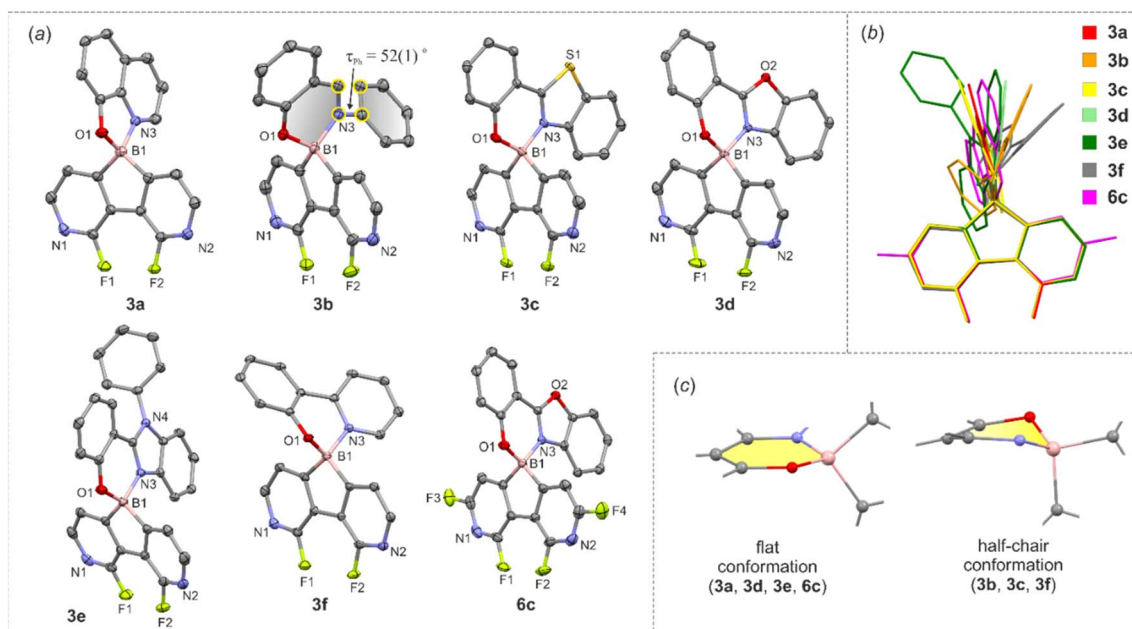 (a)
O1
N3
B1
N1
N2
F1
F2
3a
τPh = 52(1) °
N3
O1
B1
N1
N2
F1
F2
3b
S1
O1
N3
B1
N1
N2
F1
F2
3c
O2
O1
N3
B1
N1
N2
F1
F2
3d
(b)
3a
3b
3c
3d
3e
3f
6c
N4
N3
O1
B1
N1
F1
F2
N2
3e
O1
N3
B1
N1
N2
F1
F2
3f
O2
O1
N3
B1
F3
F4
N1
N2
F1
F2
6c
(c)
flat
conformation
(3a, 3d, 3e, 6c)
half-chair
conformation
(3b, 3c, 3f)